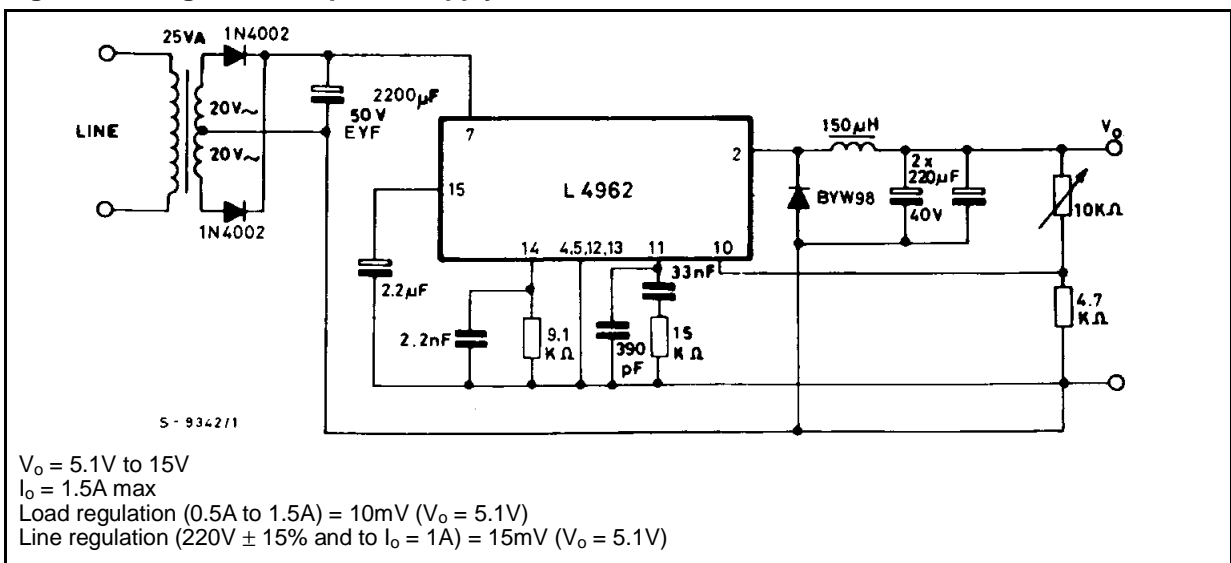 25VA
1N4002
2200µF
50V
EYF
20V~
LINE
20V~
1N4002
7
2
15
L4962
14
4,5,12,13
11
10
150µH
Vo
2x
220µF
40V
BYW98
10KΩ
2.2µF
2.2nF
9.1
KΩ
33nF
390
pF
15
KΩ
4.7
KΩ
S-9342/1
Vo = 5.1V to 15V
Io = 1.5A max
Load regulation (0.5A to 1.5A) = 10mV (Vo = 5.1V)
Line regulation (220V ± 15% and to Io = 1A) = 15mV (Vo = 5.1V)